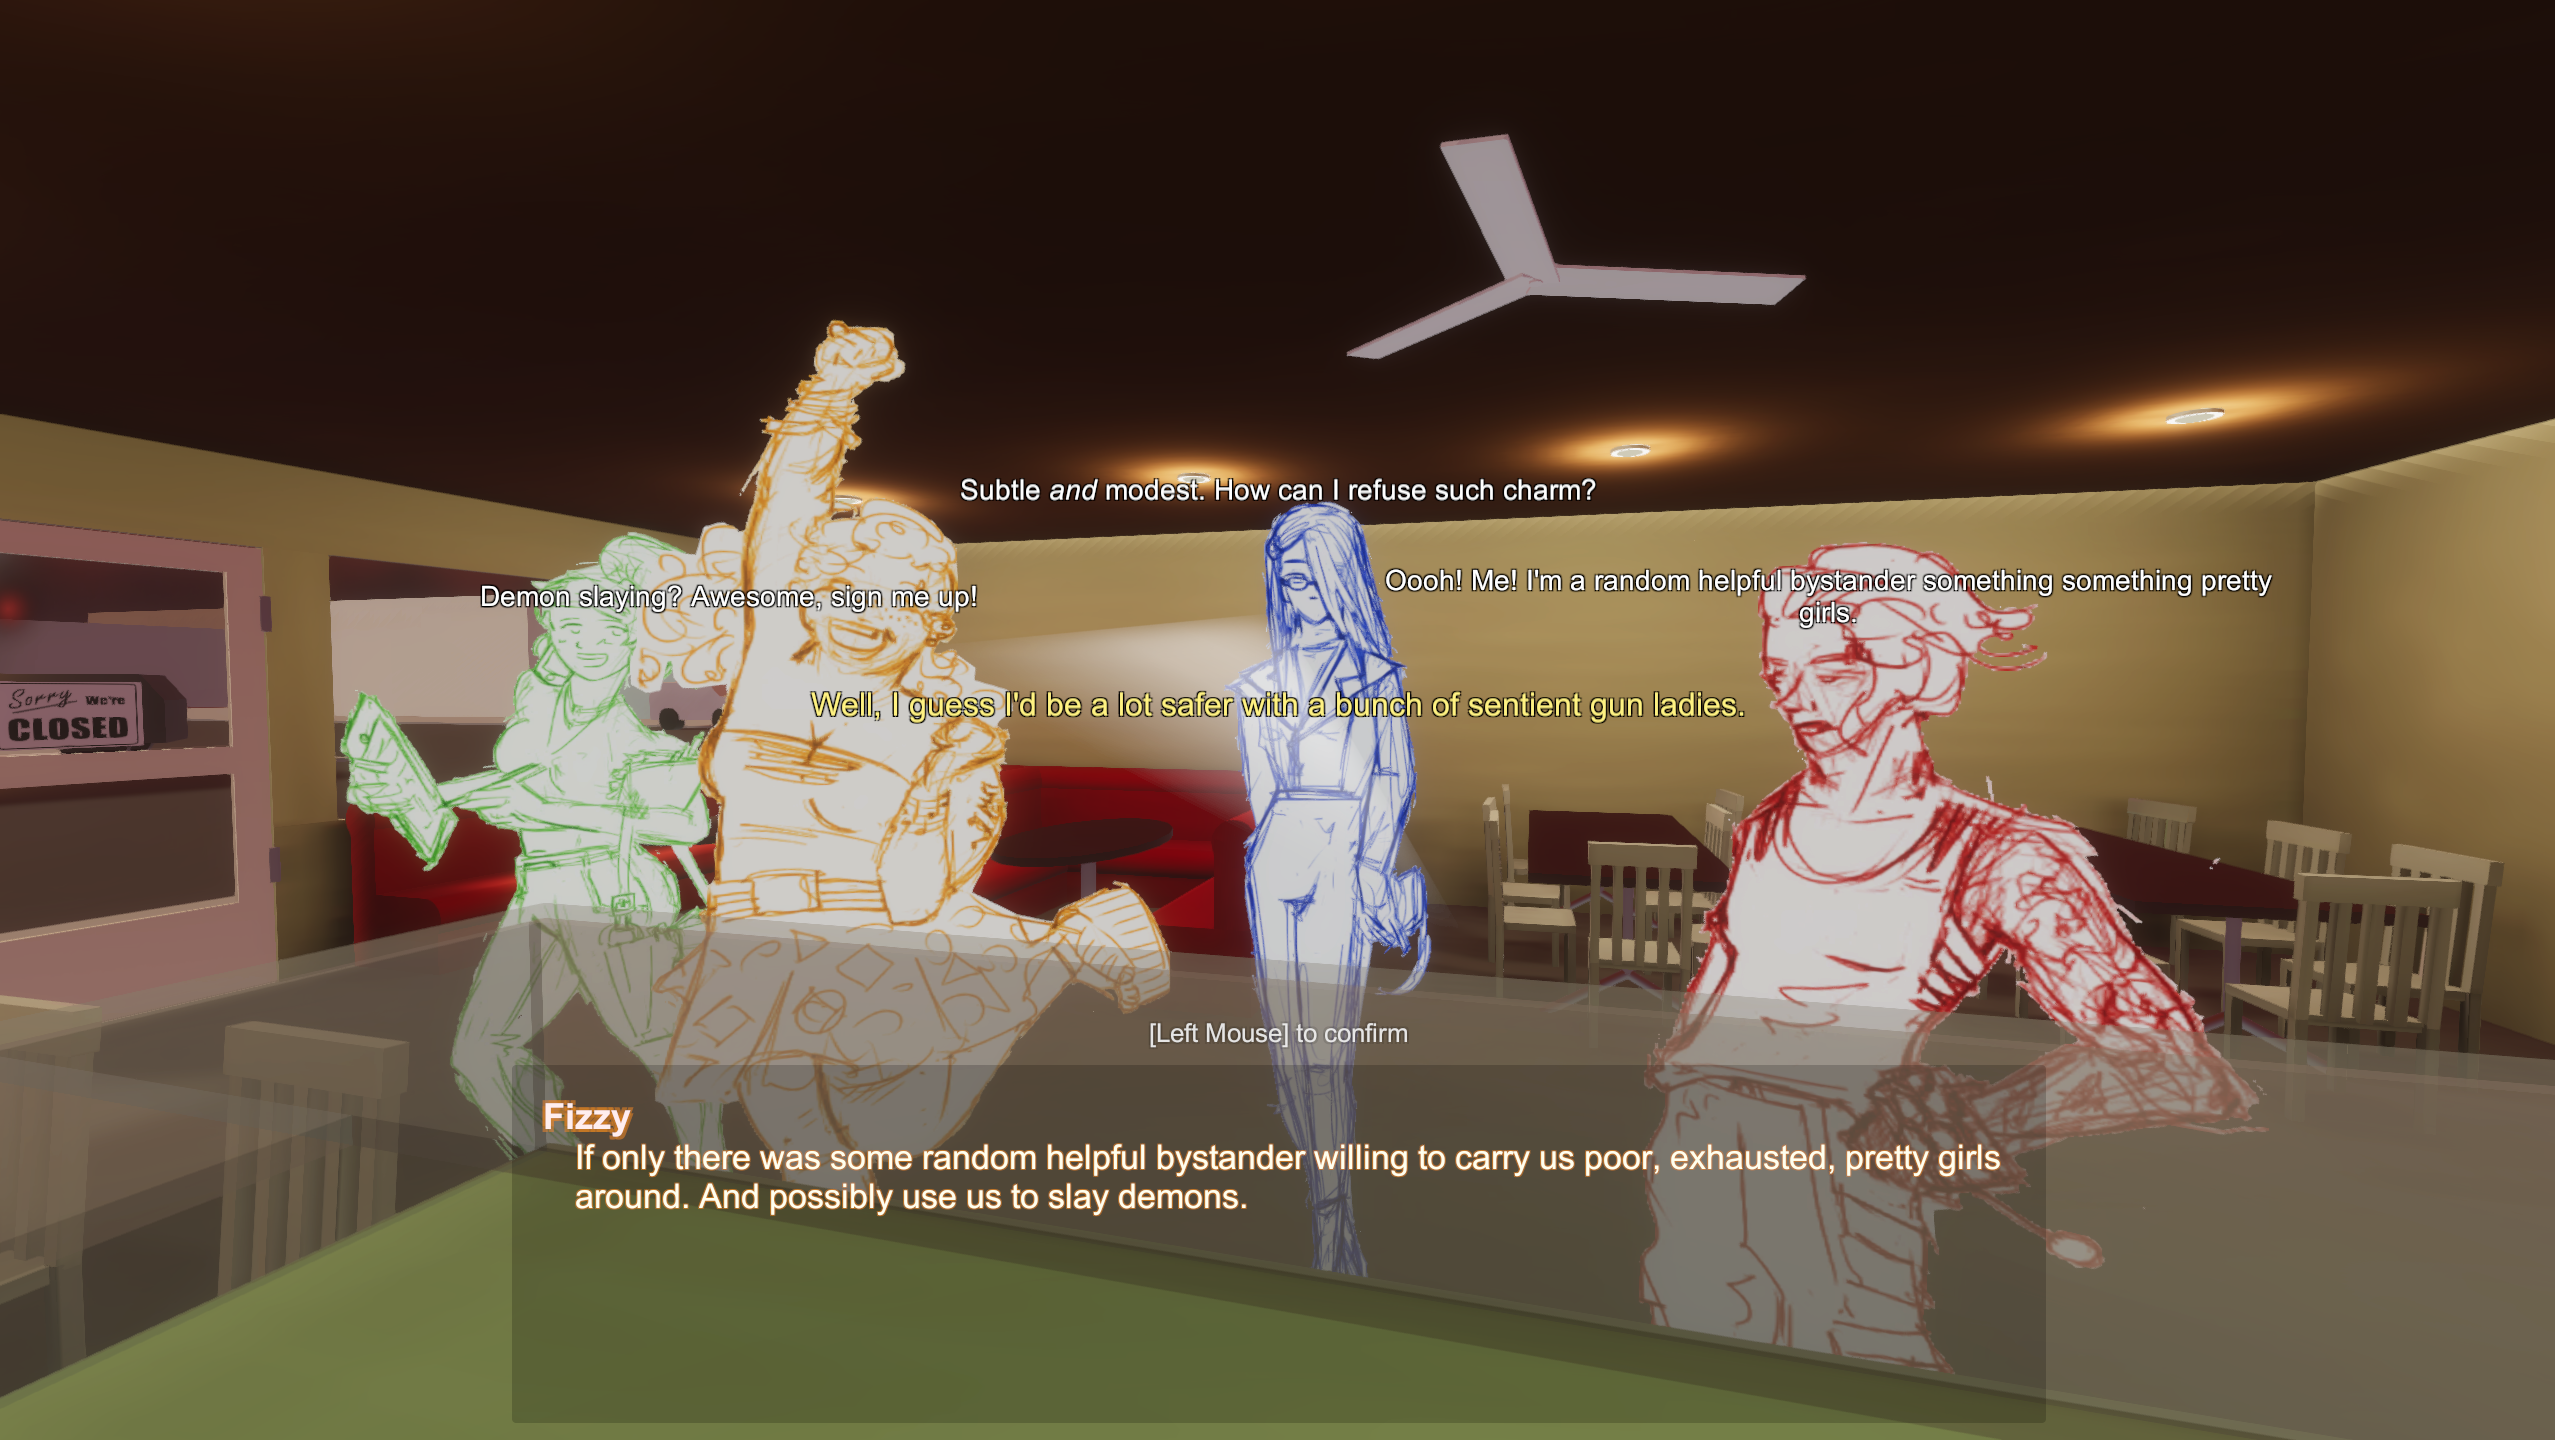 Subtle and modest. How can I refuse such charm?
Demon slaying? Awesome, sign me up!
Oooh! Me! I'm a random helpful bystander something something pretty
girls.
Well, I guess I'd be a lot safer with a bunch of sentient gun ladies.
Sorry We're
CLOSED
[Left Mouse] to confirm
Fizzy
If only there was some random helpful bystander willing to carry us poor, exhausted, pretty girls
around. And possibly use us to slay demons.